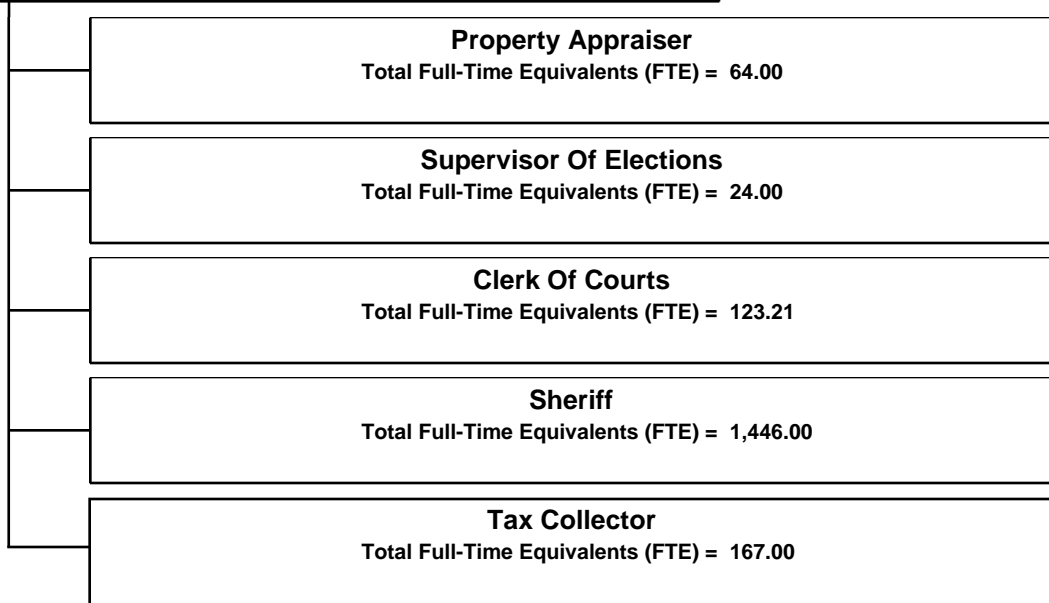 Property Appraiser
Total Full-Time Equivalents (FTE) = 64.00
Supervisor Of Elections
Total Full-Time Equivalents (FTE) = 24.00
Clerk Of Courts
Total Full-Time Equivalents (FTE) = 123.21
Sheriff
Total Full-Time Equivalents (FTE) = 1,446.00
Tax Collector
Total Full-Time Equivalents (FTE) = 167.00